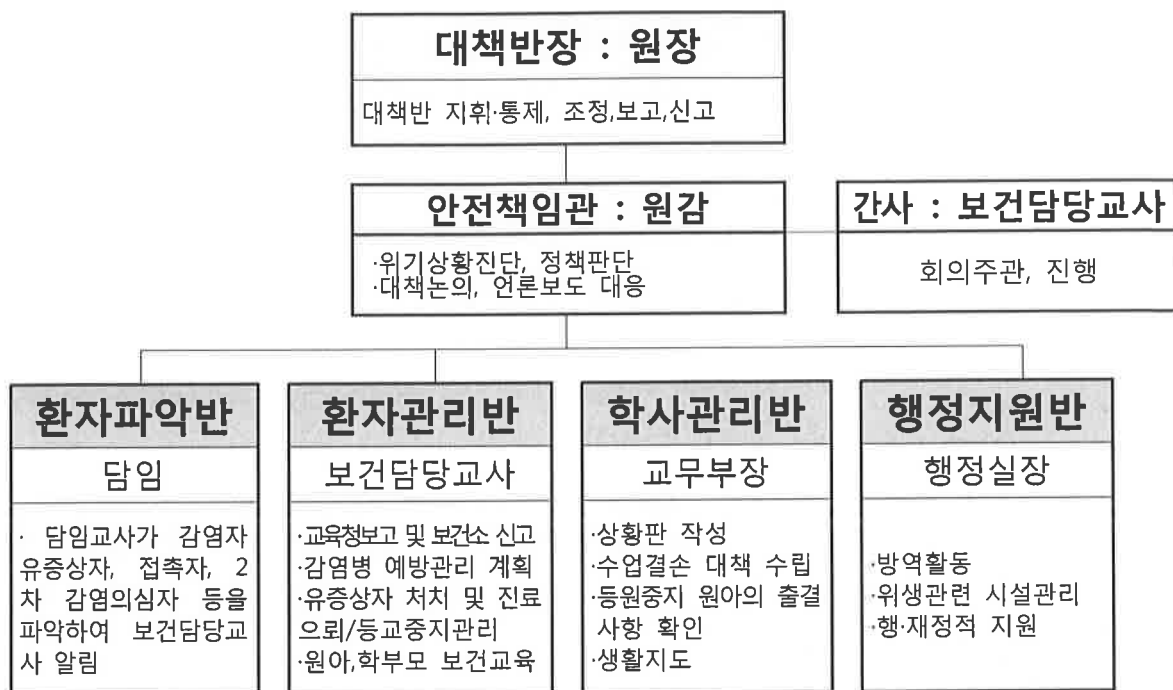 대책반장 : 원장
대책반 지휘·통제, 조정,보고,신고
안전책임관 : 원감
·위기상황진단, 정책판단
·대책논의, 언론보도 대응
간사 : 보건담당교사
회의주관, 진행
환자파악반
담임
· 담임교사가 감염자
유증상자, 접촉자, 2
차 감염의심자 등을
파악하여 보건담당교
사 알림
환자관리반
보건담당교사
·교육청보고 및 보건소 신고
·감염병 예방관리 계획
·유증상자 처치 및 진료
으뢰/등교중지관리
·원아,학부모 보건교육
학사관리반
교무부장
·상황판 작성
·수업결손 대책 수립
·등원중지 원아의 출결
사항 확인
·생활지도
행정지원반
행정실장
·방역활동
·위생관련 시설관리
·행·재정적 지원